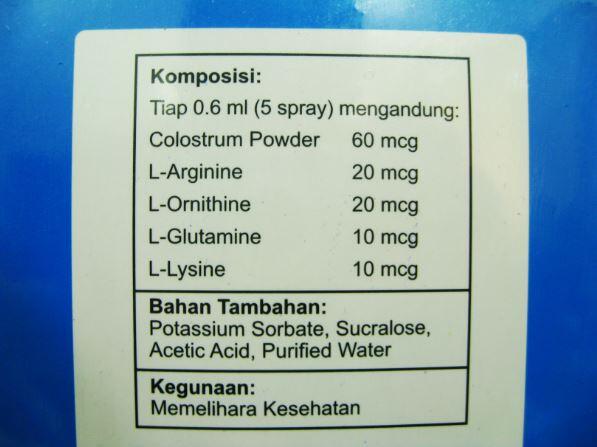 Komposisi:
Tiap 0.6 ml (5 spray) mengandung:
Colostrum Powder 60 mcg
L-Arginine 20 mcg
L-Ornithine 20 mcg
L-Glutamine 10 mcg
L-Lysine 10 mcg
Bahan Tambahan:
Potassium Sorbate, Sucralose,
Acetic Acid, Purified Water
Kegunaan:
Memelihara Kesehatan